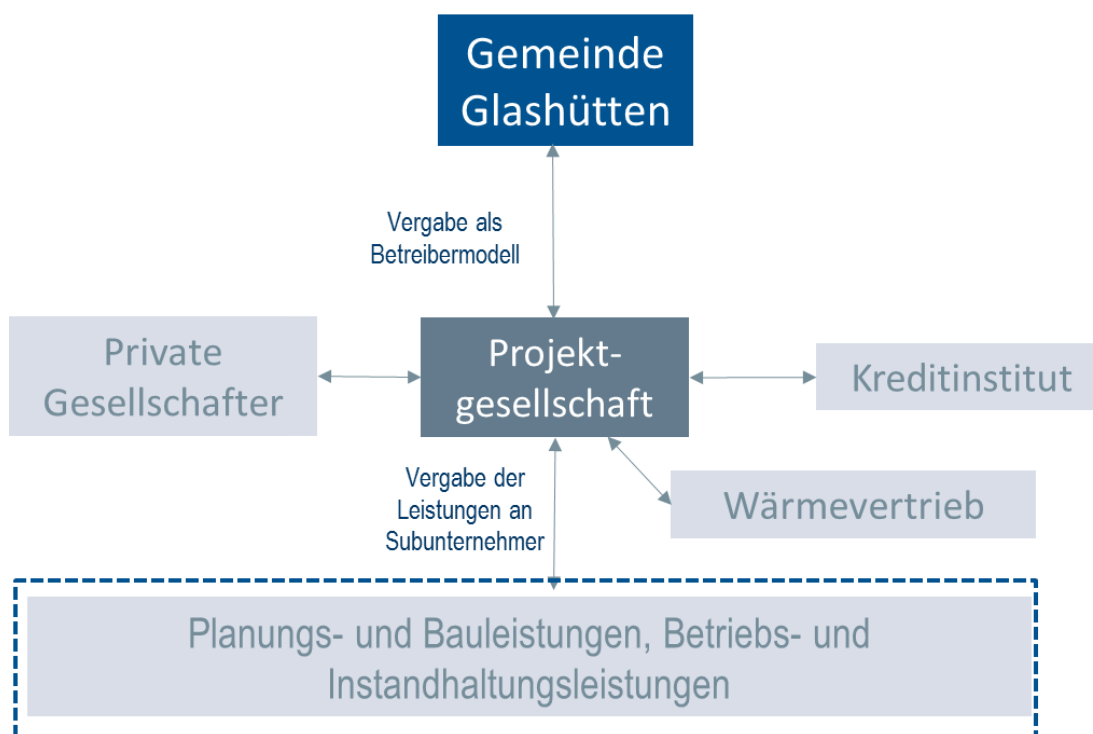 Gemeinde
Glashütten
Vergabe als
Betreibermodell
Private
Gesellschafter
Projekt-
gesellschaft
Kreditinstitut
Vergabe der
Leistungen an
Subunternehmer
Wärmevertrieb
Planungs- und Bauleistungen, Betriebs- und
Instandhaltungsleistungen